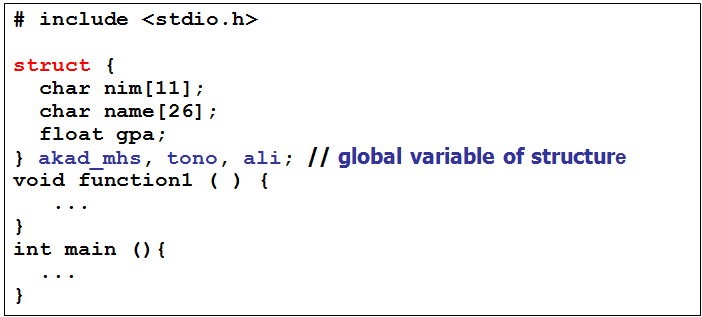 # include <stdio.h>
struct {
char nim[11];
char name[26];
float gpa;
} akad_mhs, tono, ali; // global variable of structure
void function1 ( ) {
...
}
int main (){
...
}